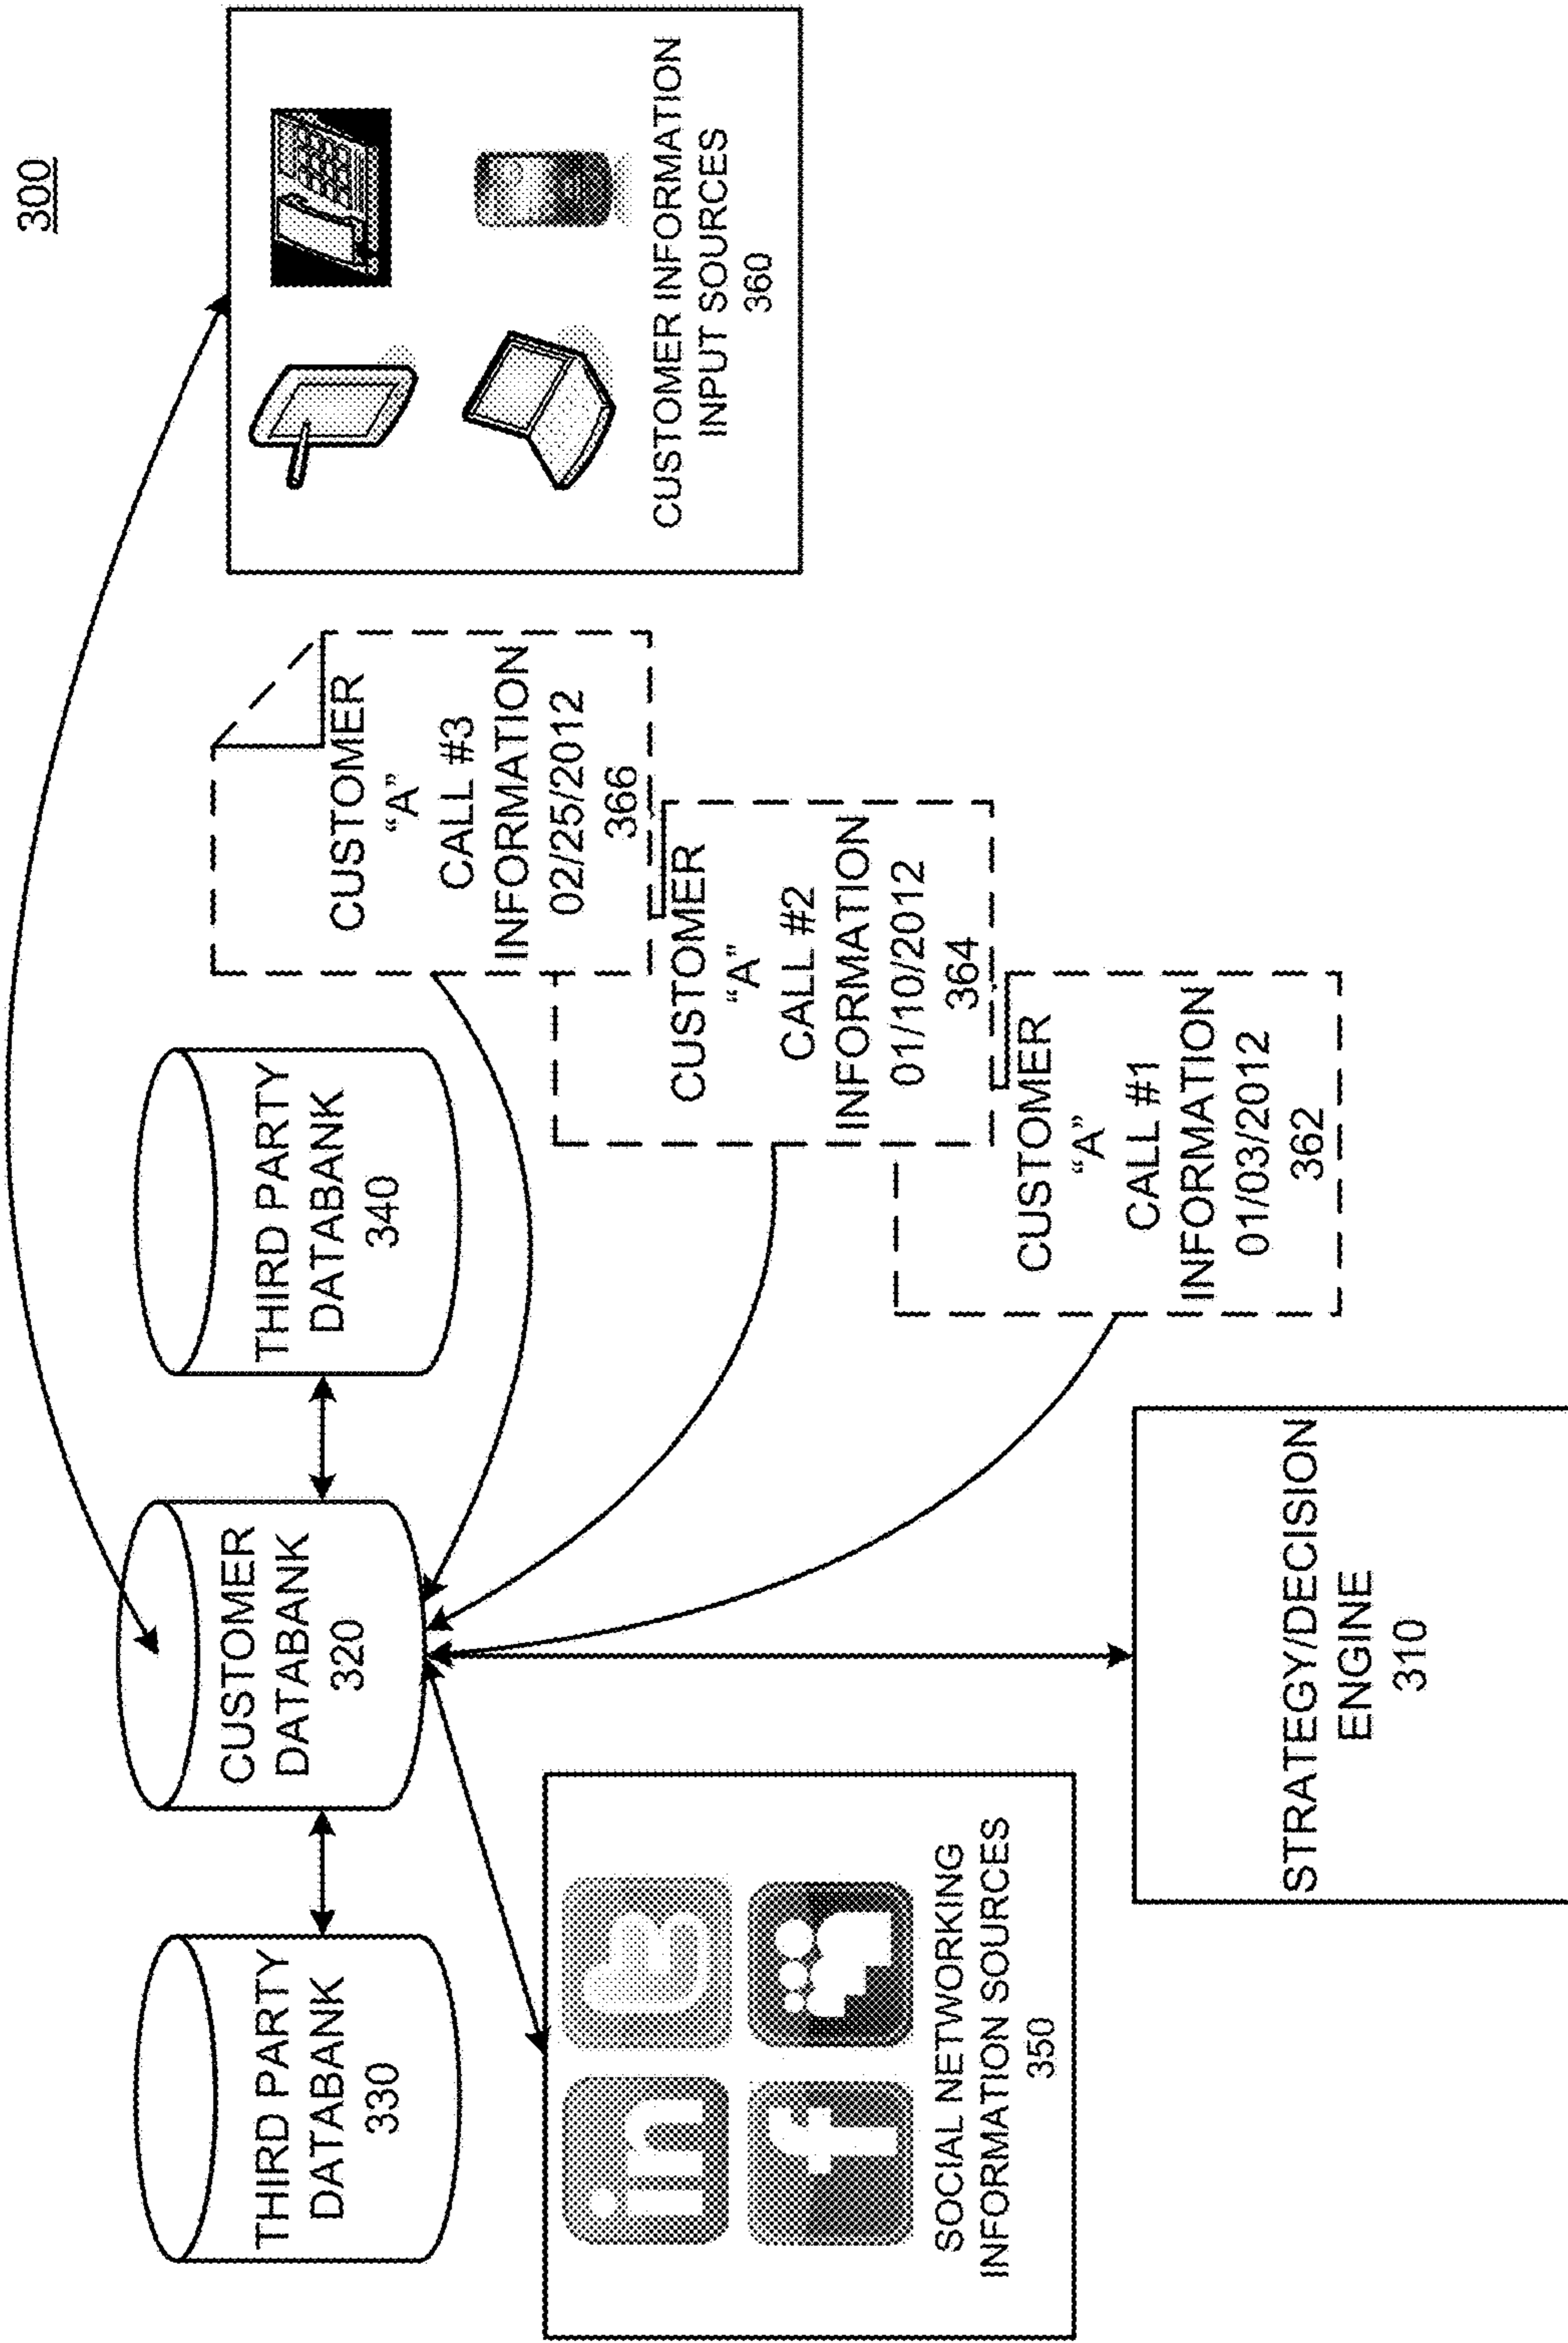 300
THIRD PARTY
DATABANK
330
CUSTOMER
DATABANK
320
THIRD PARTY
DATABANK
340
in
t
f
SOCIAL NETWORKING
INFORMATION SOURCES
350
STRATEGY/DECISION
ENGINE
310
CUSTOMER
“A”
CALL #1
INFORMATION
01/03/2012
362
CUSTOMER
“A”
CALL #2
INFORMATION
01/10/2012
364
CUSTOMER
“A”
CALL #3
INFORMATION
02/25/2012
366
CUSTOMER INFORMATION
INPUT SOURCES
360